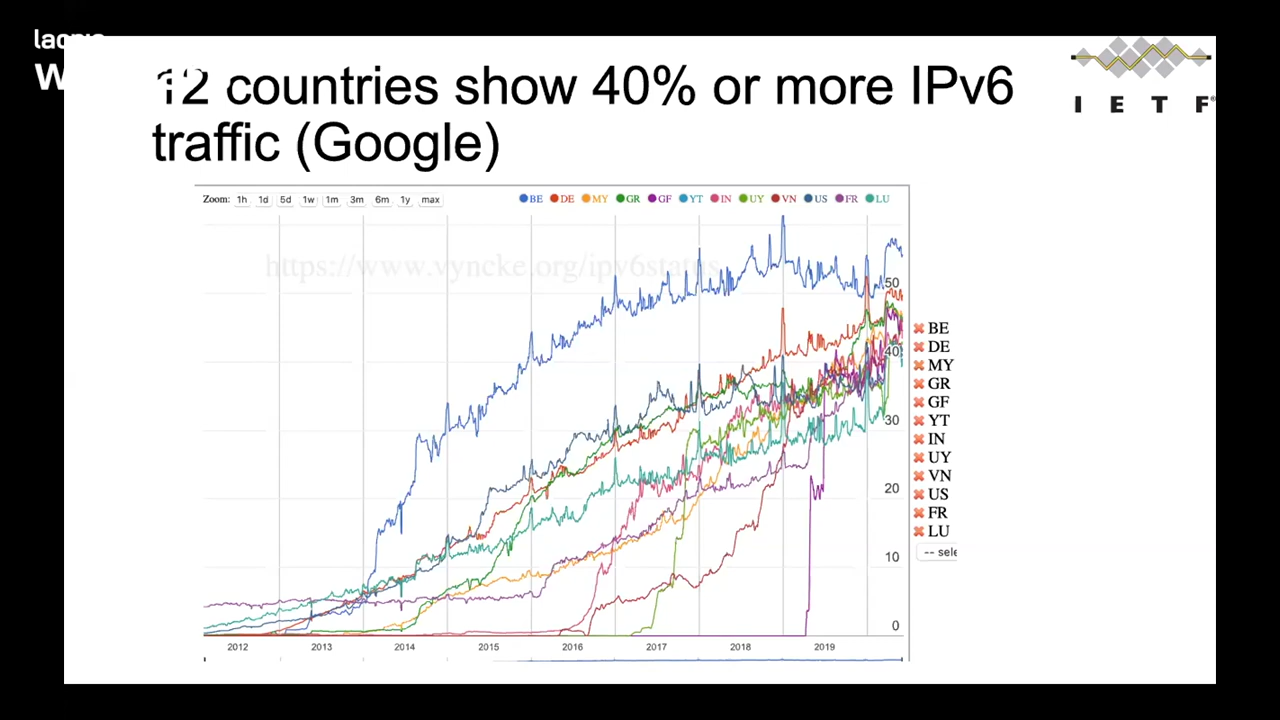 12 countries show 40% or more IPv6
traffic (Google)
I E T F
Zoom: 1h 1d 5d 1w 1m 3m 6m 1y max
BE DE MY GR GF YT IN UY VN US FR LU
https://www.vyncke.org/ipv6status
50
40
30
20
10
0
2012 2013 2014 2015 2016 2017 2018 2019
BE
DE
MY
GR
GF
YT
IN
UY
VN
US
FR
LU
-- sele